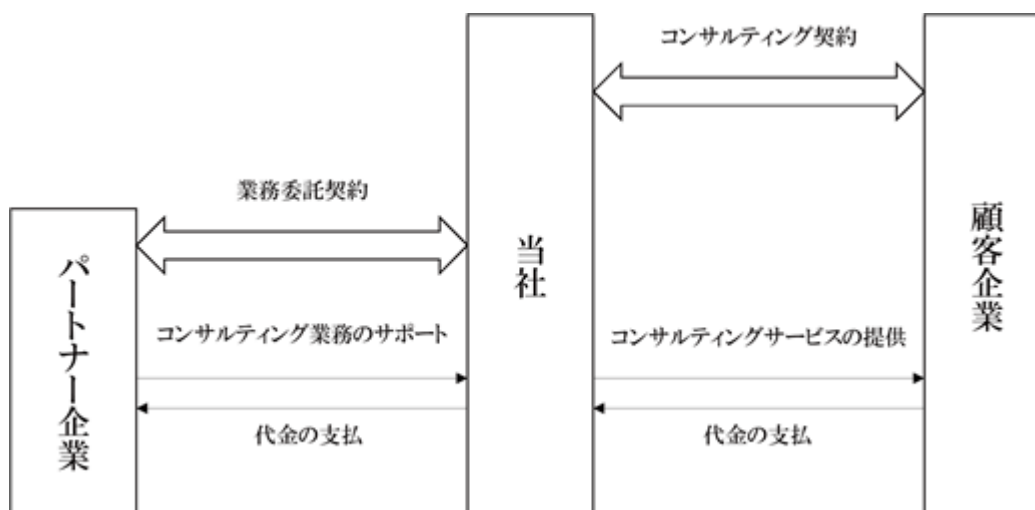 コンサルティング契約
業務委託契約
パートナー企業
当社
顧客企業
コンサルティング業務のサポート
コンサルティングサービスの提供
代金の支払
代金の支払